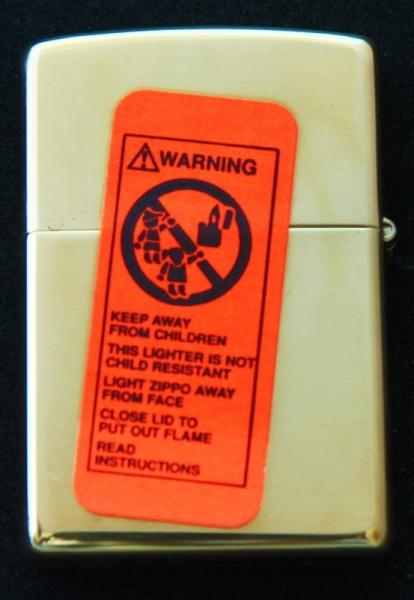 WARNING
KEEP AWAY
FROM CHILDREN
THIS LIGHTER IS NOT
CHILD RESISTANT
LIGHT ZIPPO AWAY
FROM FACE
CLOSE LID TO
PUT OUT FLAME
READ
INSTRUCTIONS